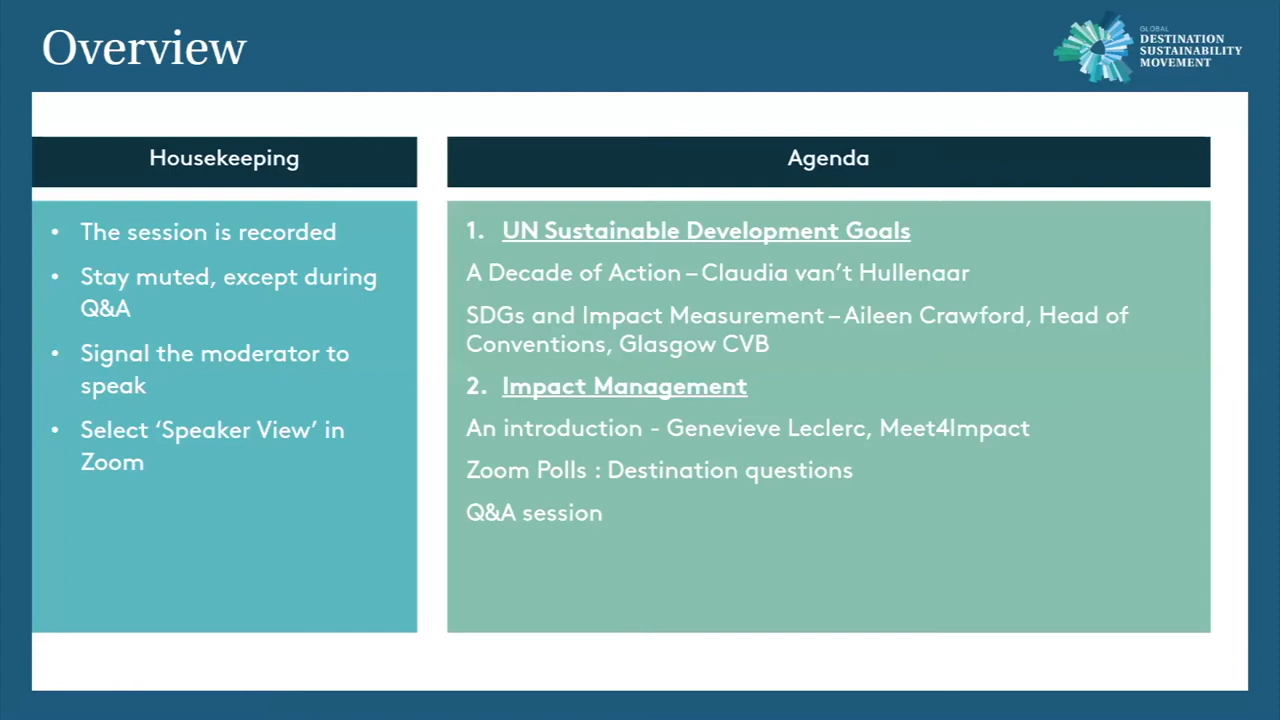 Overview
GLOBAL
DESTINATION
SUSTAINABILITY
MOVEMENT
Housekeeping
• The session is recorded
• Stay muted, except during
Q&A
• Signal the moderator to
speak
• Select ‘Speaker View’ in
Zoom
Agenda
1. UN Sustainable Development Goals
A Decade of Action – Claudia van’t Hullenaar
SDGs and Impact Measurement – Aileen Crawford, Head of
Conventions, Glasgow CVB
2. Impact Management
An introduction - Genevieve Leclerc, Meet4Impact
Zoom Polls : Destination questions
Q&A session